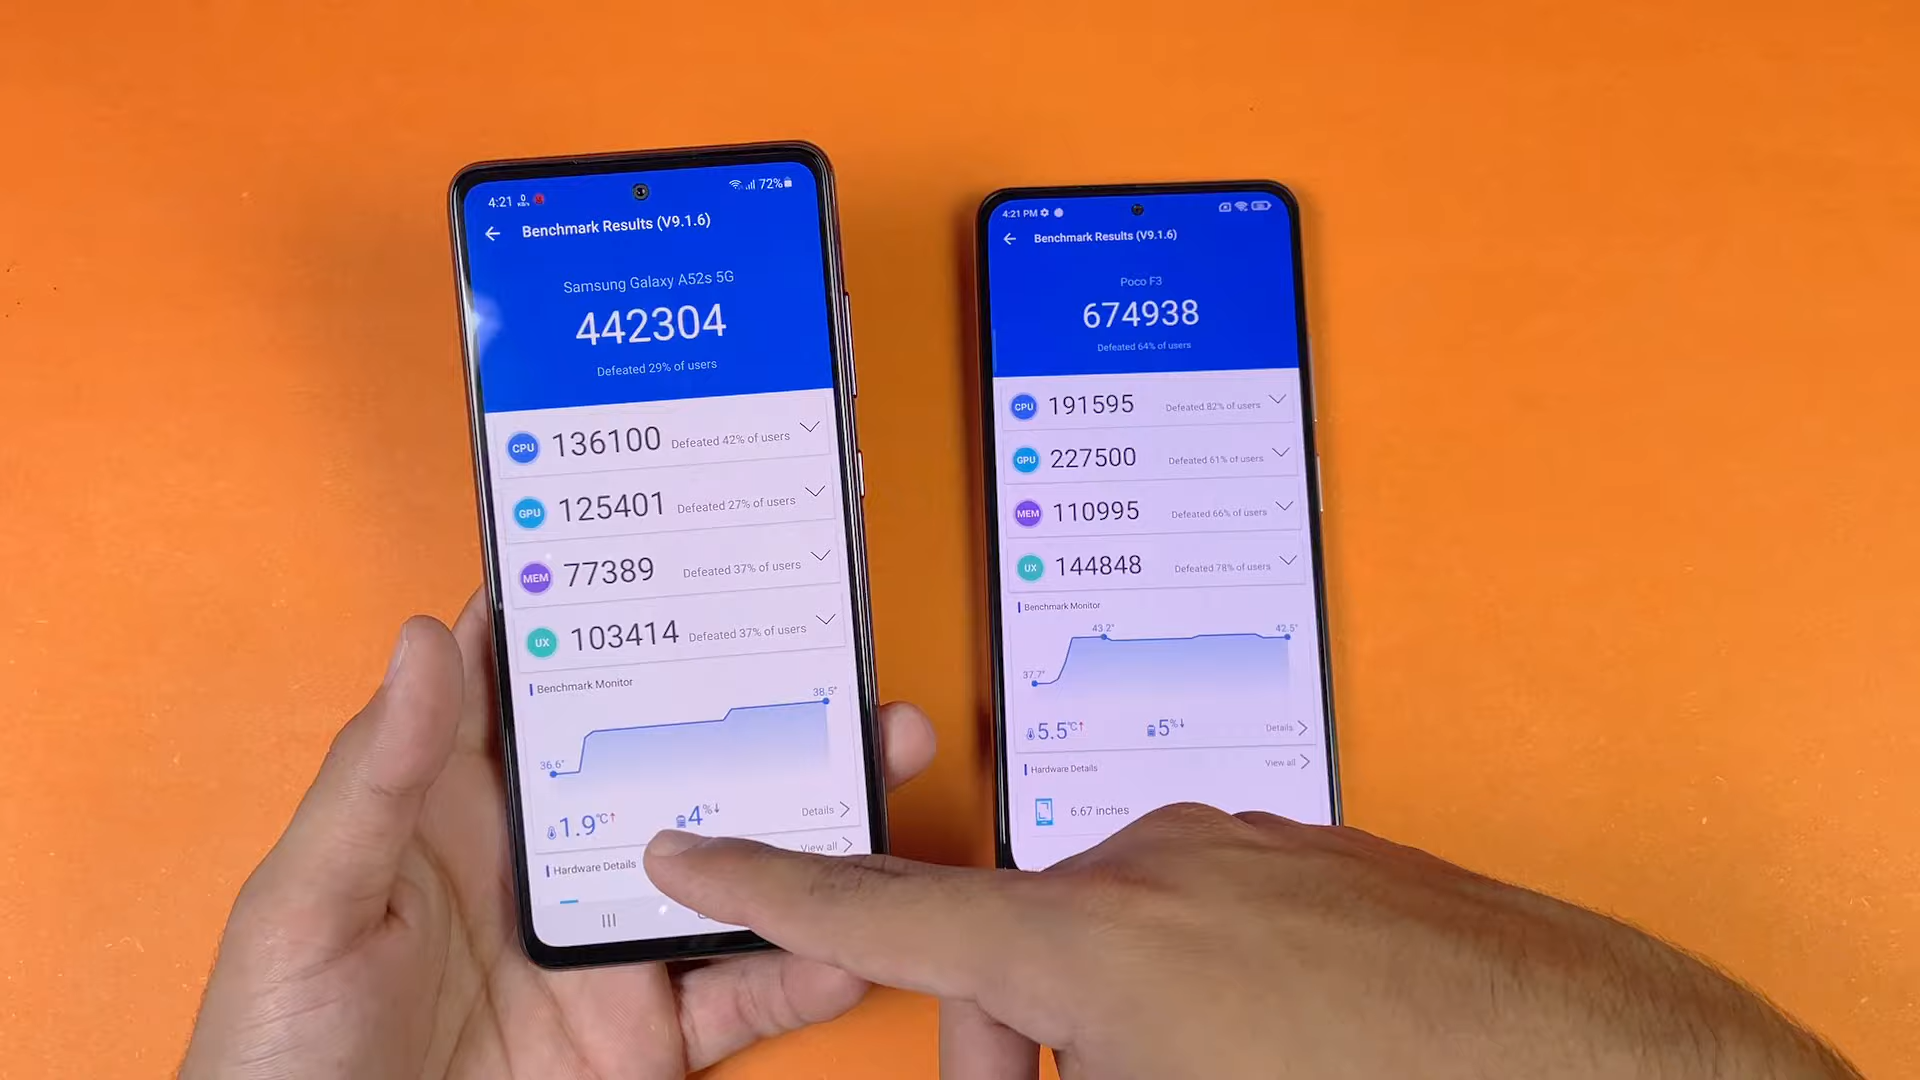 4:21
72%
Benchmark Results (V9.1.6)
Samsung Galaxy A52s 5G
442304
Defeated 29% of users
CPU 136100 Defeated 42% of users
GPU 125401 Defeated 27% of users
MEM 77389 Defeated 37% of users
UX 103414 Defeated 37% of users
Benchmark Monitor
38.5°
36.6°
1.9°C↑ 4%↓ Details
Hardware Details View all
4:21 PM
Benchmark Results (V9.1.6)
Poco F3
674938
Defeated 64% of users
CPU 191595 Defeated 82% of users
GPU 227500 Defeated 61% of users
MEM 110995 Defeated 66% of users
UX 144848 Defeated 78% of users
Benchmark Monitor
43.2° 42.5°
37.7°
5.5°C↑ 5%↓ Details
Hardware Details View all
6.67 inches